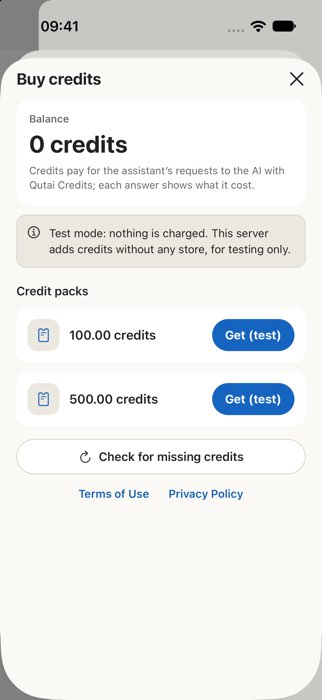 09:41
Buy credits
Balance
0 credits
Credits pay for the assistant's requests to the AI with
Qutai Credits; each answer shows what it cost.
Test mode: nothing is charged. This server
adds credits without any store, for testing only.
Credit packs
100.00 credits
Get (test)
500.00 credits
Get (test)
Check for missing credits
Terms of Use Privacy Policy